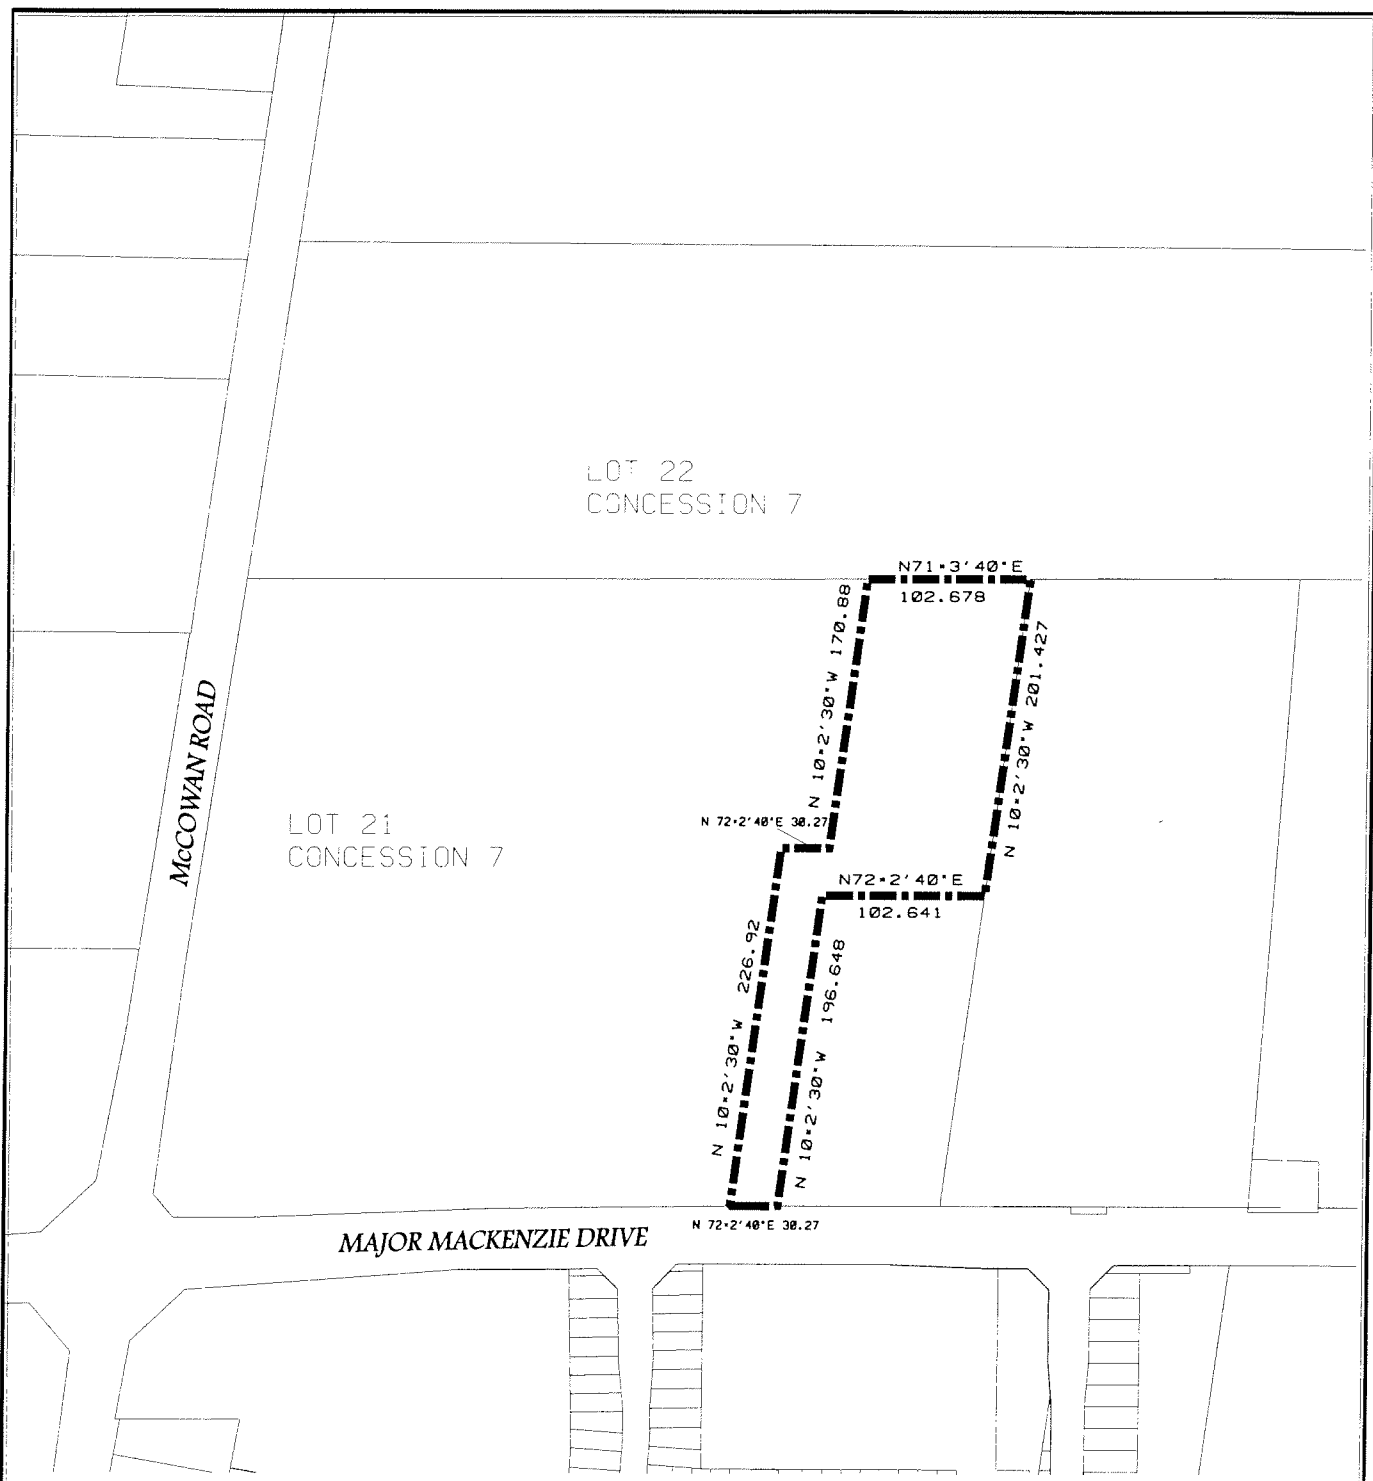 LOT 22
CONCESSION 7
N71°3'40"E
102.678
N 10°2'30"W 170.88
N 10°2'30"W 201.427
McCOWAN ROAD
LOT 21
CONCESSION 7
N 72°2'40"E 30.27
N72°2'40"E
102.641
N 10°2'30"W 226.92
N 10°2'30"W 196.648
N 72°2'40"E 30.27
MAJOR MACKENZIE DRIVE